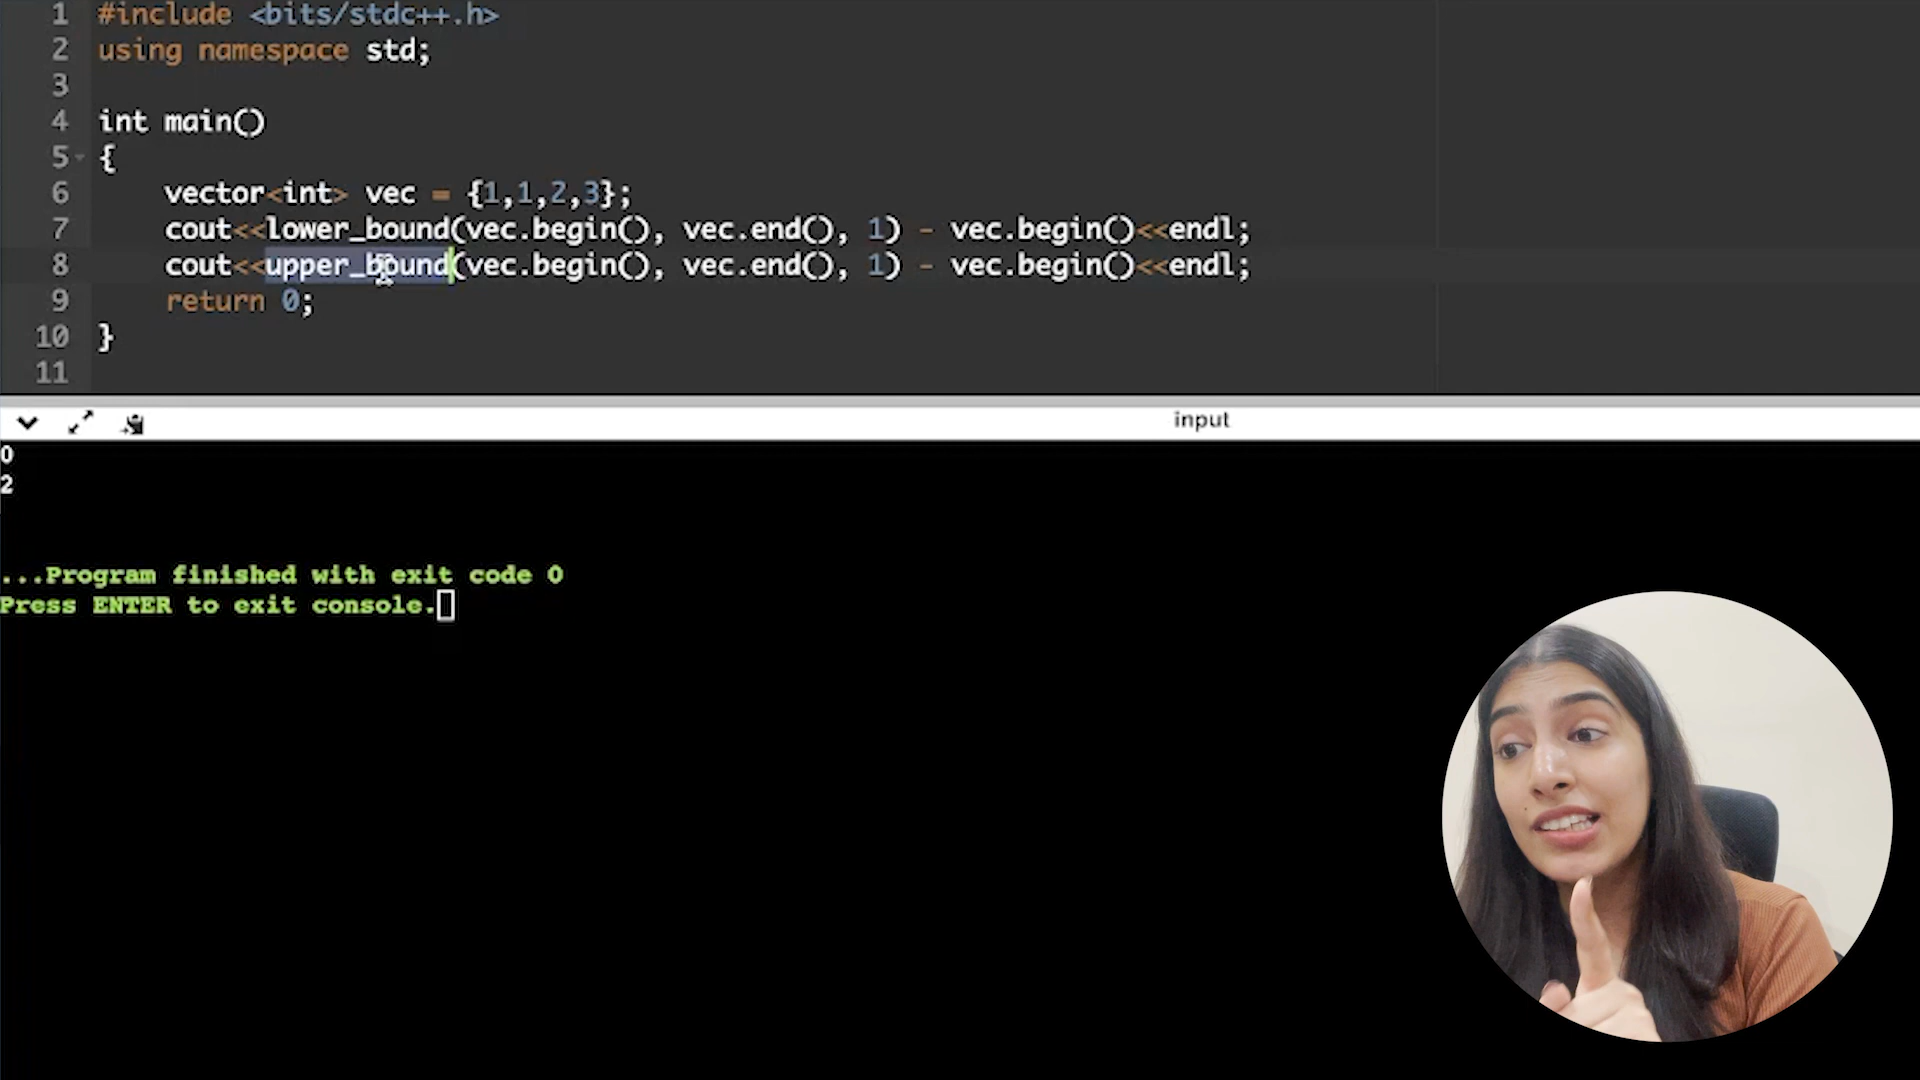 1 #include <bits/stdc++.h>
2 using namespace std;
3
4 int main()
5 {
6 vector<int> vec = {1,1,2,3};
7 cout<<lower_bound(vec.begin(), vec.end(), 1) - vec.begin()<<endl;
8 cout<<upper_bound(vec.begin(), vec.end(), 1) - vec.begin()<<endl;
9 return 0;
10 }
11
input
0
2
...Program finished with exit code 0
Press ENTER to exit console.